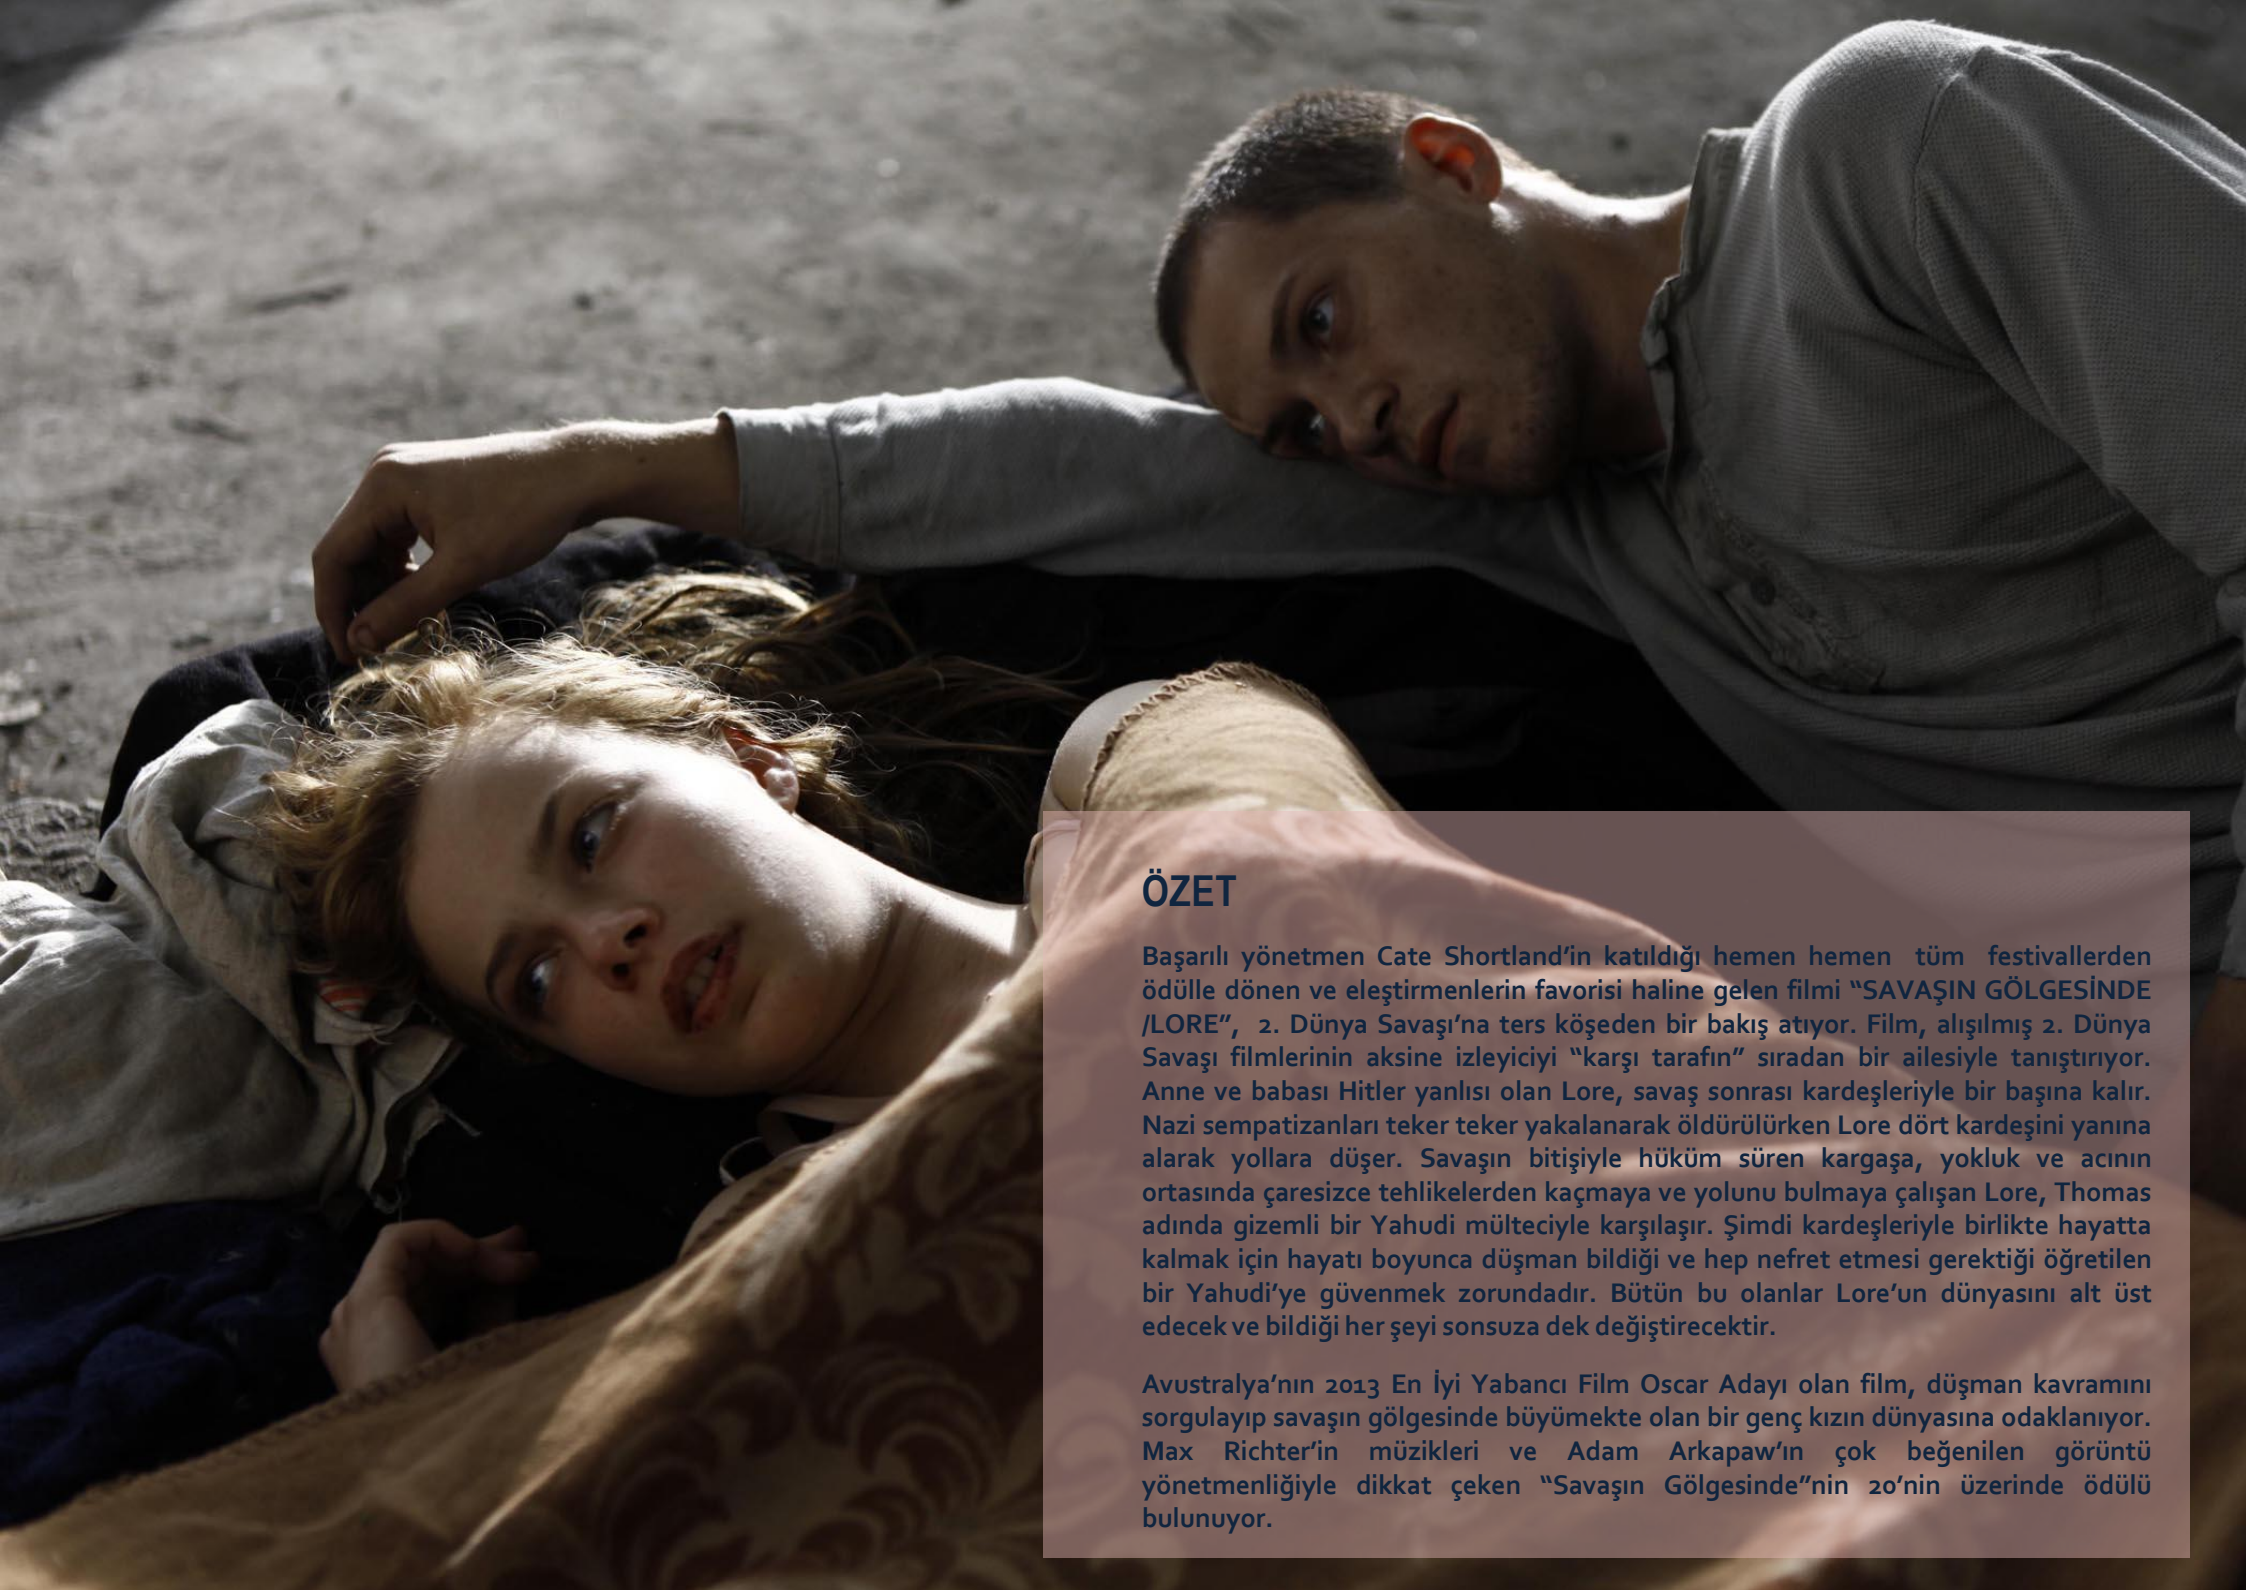 ÖZET
Başarılı yönetmen Cate Shortland’in katıldığı hemen hemen tüm festivallerden
ödülle dönen ve eleştirmenlerin favorisi haline gelen filmi “SAVAŞIN GÖLGESİNDE
/LORE”, 2. Dünya Savaşı’na ters köşeden bir bakış atıyor. Film, alışılmış 2. Dünya
Savaşı filmlerinin aksine izleyiciyi “karşı tarafın” sıradan bir ailesiyle tanıştırıyor.
Anne ve babası Hitler yanlısı olan Lore, savaş sonrası kardeşleriyle bir başına kalır.
Nazi sempatizanları teker teker yakalanarak öldürülürken Lore dört kardeşini yanına
alarak yollara düşer. Savaşın bitişiyle hüküm süren kargaşa, yokluk ve acının
ortasında çaresizce tehlikelerden kaçmaya ve yolunu bulmaya çalışan Lore, Thomas
adında gizemli bir Yahudi mülteciyle karşılaşır. Şimdi kardeşleriyle birlikte hayatta
kalmak için hayatı boyunca düşman bildiği ve hep nefret etmesi gerektiği öğretilen
bir Yahudi’ye güvenmek zorundadır. Bütün bu olanlar Lore’un dünyasını alt üst
edecek ve bildiği her şeyi sonsuza dek değiştirecektir.
Avustralya’nın 2013 En İyi Yabancı Film Oscar Adayı olan film, düşman kavramını
sorgulayıp savaşın gölgesinde büyümekte olan bir genç kızın dünyasına odaklanıyor.
Max Richter’in müzikleri ve Adam Arkapaw’ın çok beğenilen görüntü
yönetmenliğiyle dikkat çeken “Savaşın Gölgesinde”nin 20’nin üzerinde ödülü
bulunuyor.